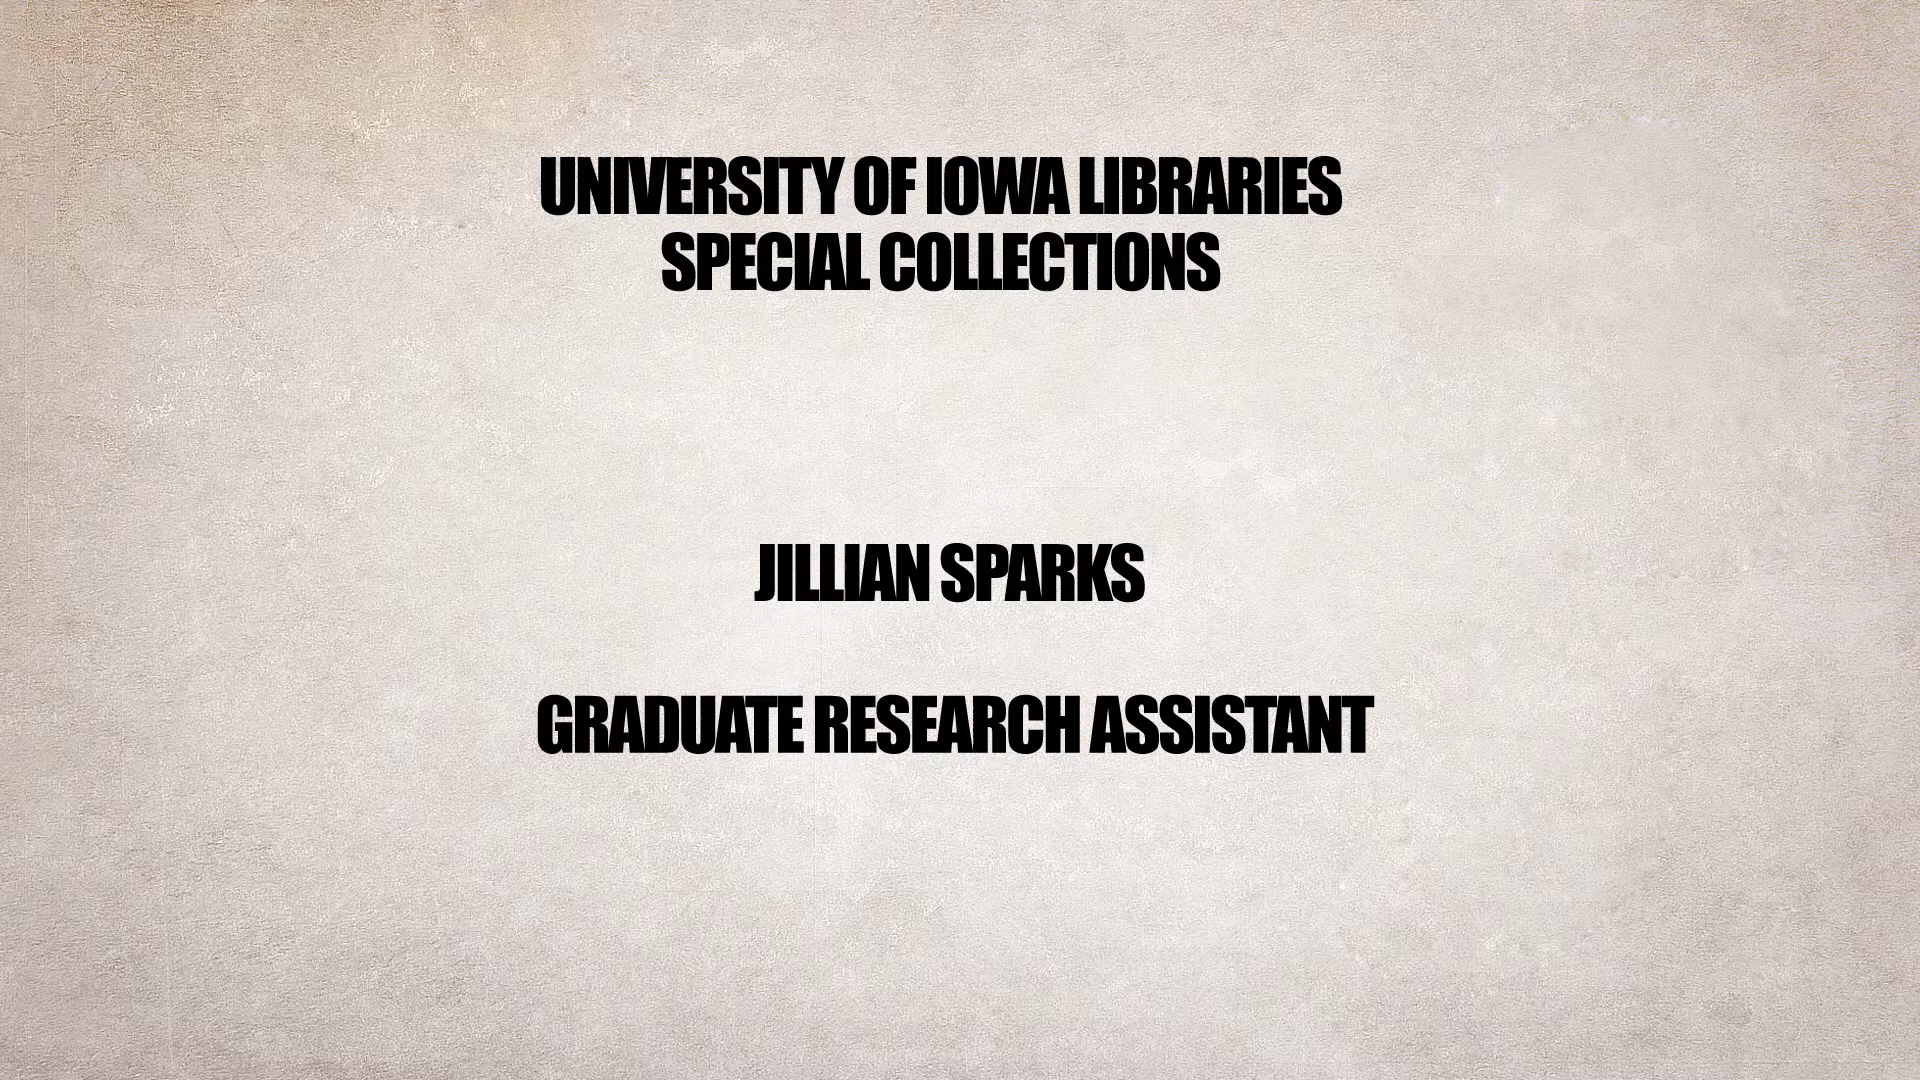 UNIVERSITY OF IOWA LIBRARIES
SPECIAL COLLECTIONS
JILLIAN SPARKS
GRADUATE RESEARCH ASSISTANT